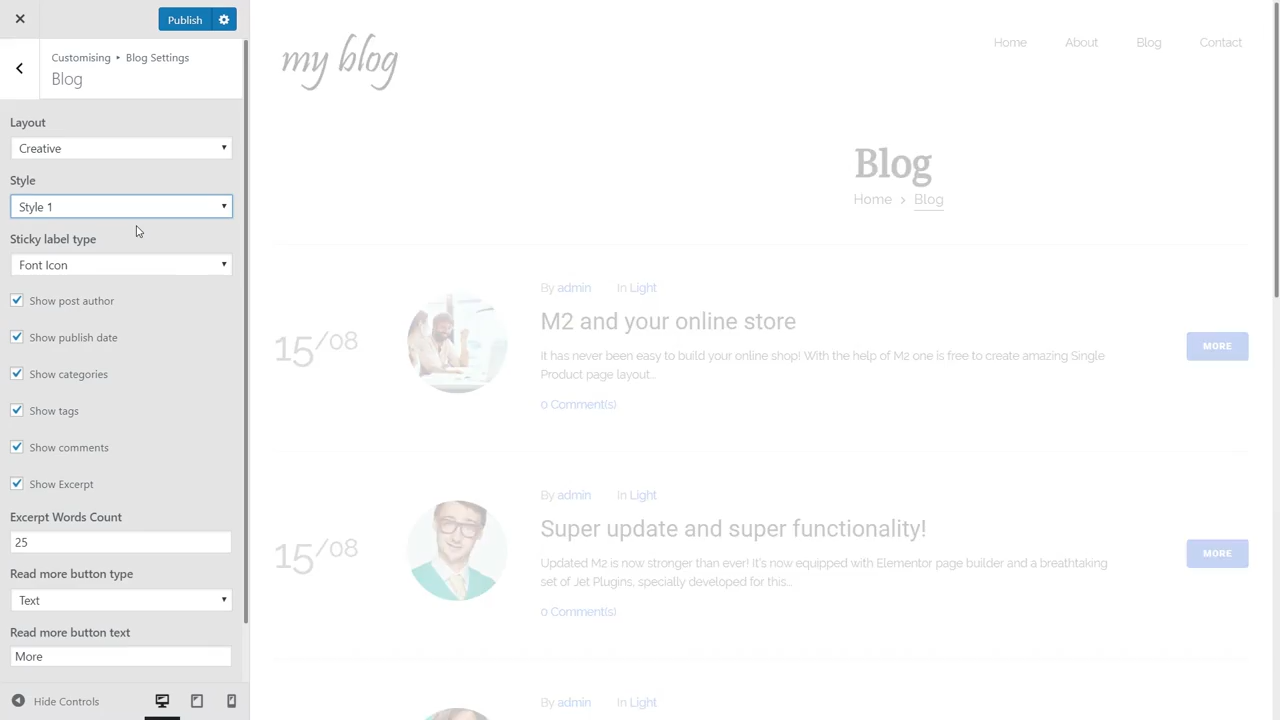 Publish
Customising ▸ Blog Settings
Blog
Layout
Creative
Style
Style 1
Sticky label type
Font Icon
Show post author
Show publish date
Show categories
Show tags
Show comments
Show Excerpt
Excerpt Words Count
25
Read more button type
Text
Read more button text
More
Hide Controls
my blog
Home About Blog Contact
Blog
Home > Blog
15/08
By admin In Light
M2 and your online store
It has never been easy to build your online shop! With the help of M2 one is free to create amazing Single
Product page layout...
0 Comment(s)
MORE
15/08
By admin In Light
Super update and super functionality!
Updated M2 is now stronger than ever! It's now equipped with Elementor page builder and a breathtaking
set of Jet Plugins, specially developed for this...
0 Comment(s)
MORE
By admin In Light